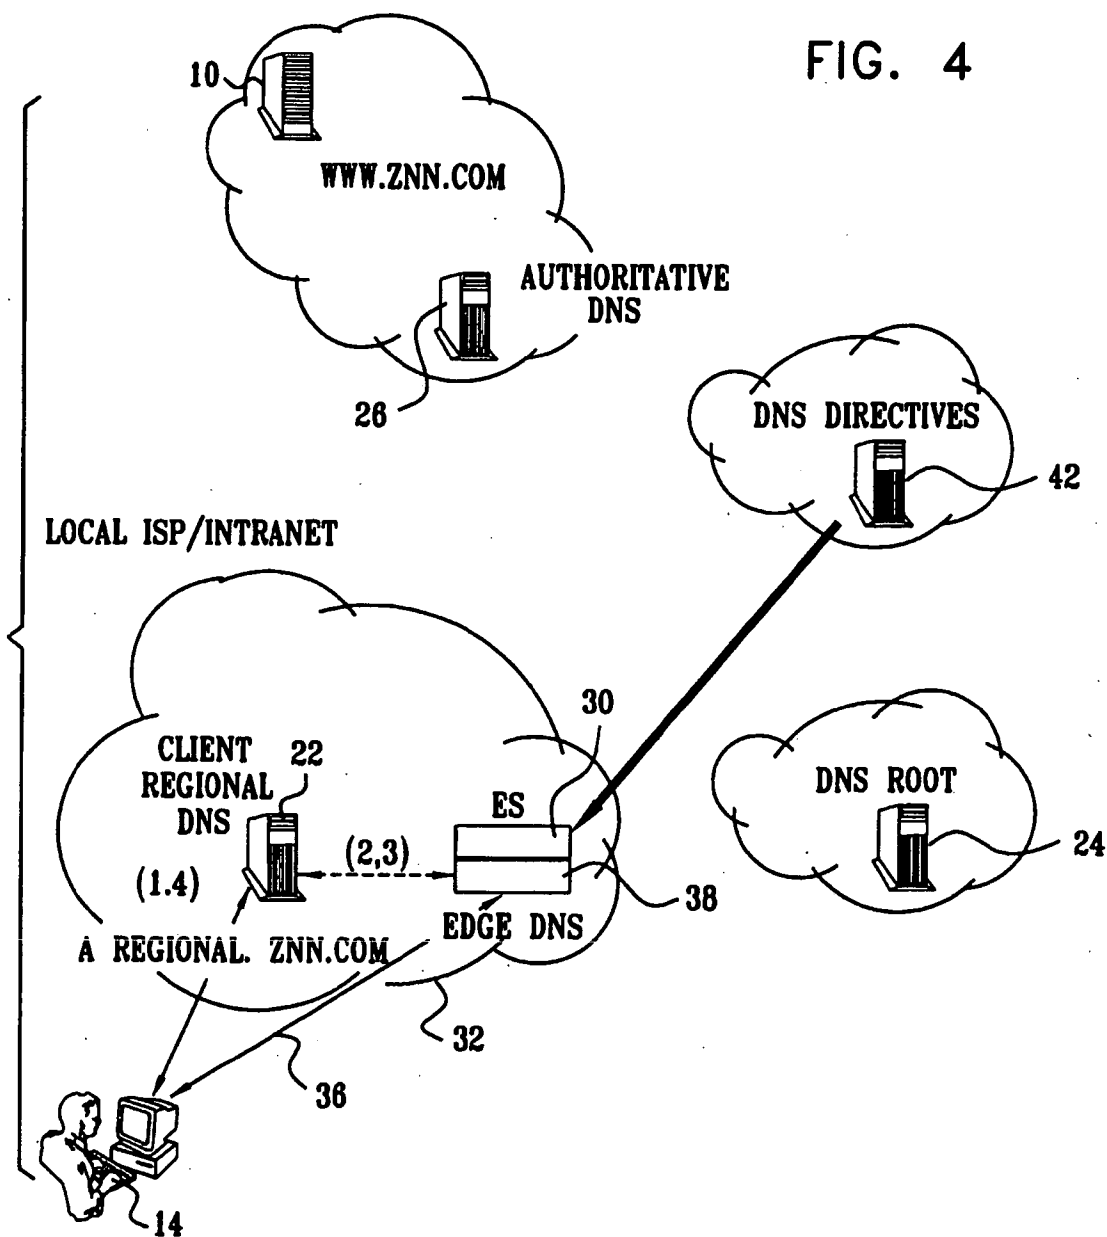 FIG. 4
10
WWW.ZNN.COM
AUTHORITATIVE
DNS
26
DNS DIRECTIVES
42
LOCAL ISP/INTRANET
30
CLIENT
REGIONAL
DNS
22
ES
DNS ROOT
(2,3)
24
(1.4)
38
EDGE DNS
A REGIONAL. ZNN.COM
32
36
14